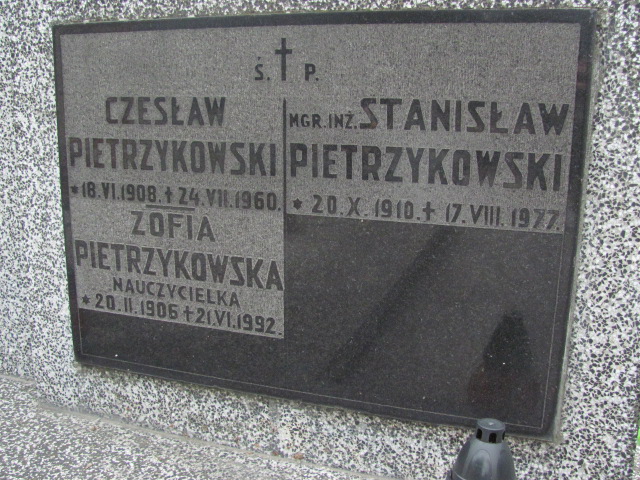 Ś. † P.
CZESŁAW
PIETRZYKOWSKI
* 18.VI.1908. † 24.VII.1960.
ZOFIA
PIETRZYKOWSKA
NAUCZYCIELKA
* 20.II.1906 † 21.VI.1992.
MGR. INŻ. STANISŁAW
PIETRZYKOWSKI
* 20.X.1910. † 17.VIII.1977.